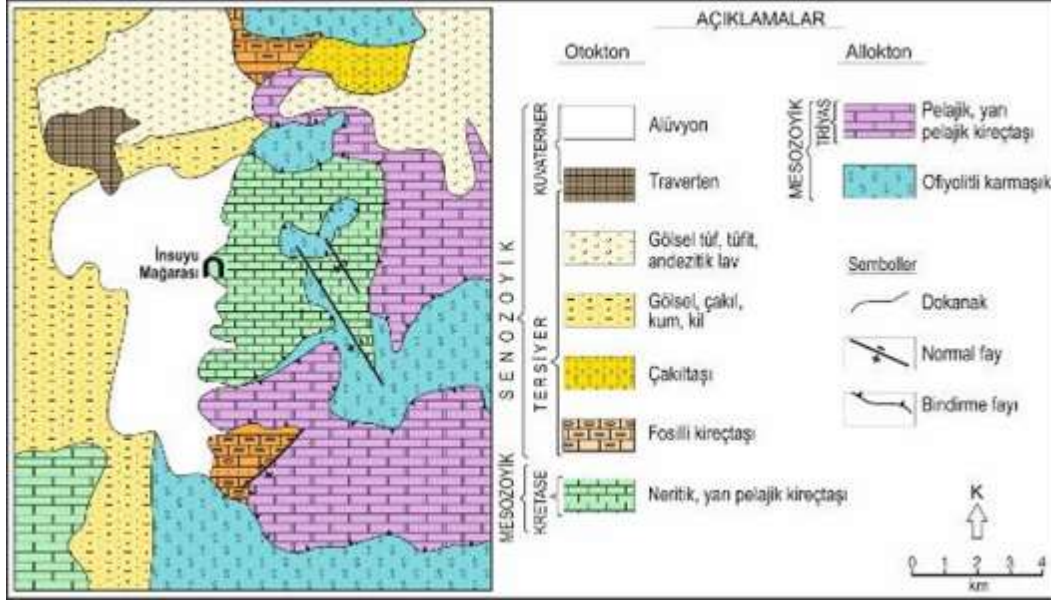 AÇIKLAMALAR
Otokton
Allokton
KUVATERNER
Alüvyon
Traverten
Gölsel tüf, tüfit,
andezitik lav
Gölsel, çakıl,
kum, kil
Çakıltaşı
Fosilli kireçtaşı
Neritik, yarı pelajik kireçtaşı
SENOZOYİK
TERSİYER
MESOZOYİK
KRETASE
MESOZOYİK
TRİYAS
Pelajik, yarı
pelajik kireçtaşı
Ofiyolitli karmaşık
Semboller
Dokanak
Normal fay
Bindirme fayı
K
0 1 2 3 4
km
İnsuyu
Mağarası